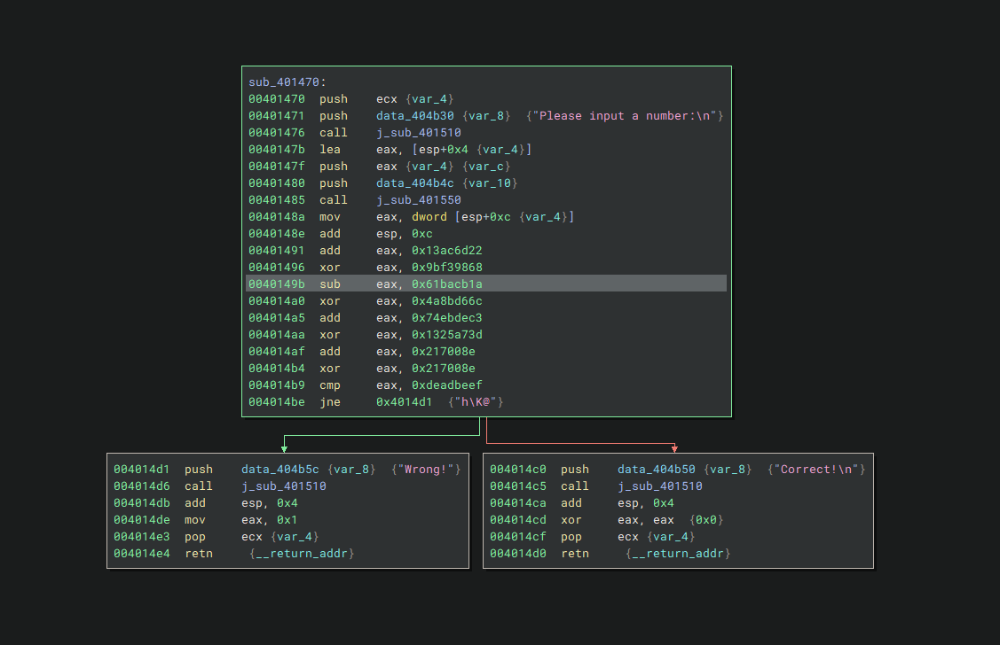 sub_401470:
00401470 push ecx {var_4}
00401471 push data_404b30 {var_8} {"Please input a number:\n"}
00401476 call j_sub_401510
0040147b lea eax, [esp+0x4 {var_4}]
0040147f push eax {var_4} {var_c}
00401480 push data_404b4c {var_10}
00401485 call j_sub_401550
0040148a mov eax, dword [esp+0xc {var_4}]
0040148e add esp, 0xc
00401491 add eax, 0x13ac6d22
00401496 xor eax, 0x9bf39868
0040149b sub eax, 0x61bacb1a
004014a0 xor eax, 0x4a8bd66c
004014a5 add eax, 0x74ebdec3
004014aa xor eax, 0x1325a73d
004014af add eax, 0x217008e
004014b4 xor eax, 0x217008e
004014b9 cmp eax, 0xdeadbeef
004014be jne 0x4014d1 {"h\K@"}
004014d1 push data_404b5c {var_8} {"Wrong!"}
004014d6 call j_sub_401510
004014db add esp, 0x4
004014de mov eax, 0x1
004014e3 pop ecx {var_4}
004014e4 retn {__return_addr}
004014c0 push data_404b50 {var_8} {"Correct!\n"}
004014c5 call j_sub_401510
004014ca add esp, 0x4
004014cd xor eax, eax {0x0}
004014cf pop ecx {var_4}
004014d0 retn {__return_addr}